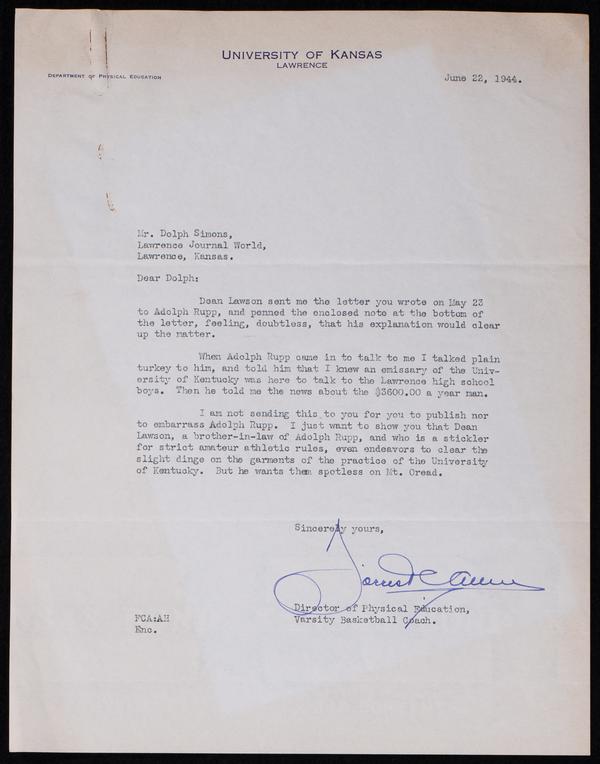 UNIVERSITY OF KANSAS
LAWRENCE
DEPARTMENT OF PHYSICAL EDUCATION
June 22, 1944.
Mr. Dolph Simons,
Lawrence Journal World,
Lawrence, Kansas.
Dear Dolph:
Dean Lawson sent me the letter you wrote on May 23
to Adolph Rupp, and penned the enclosed note at the bottom of
the letter, feeling, doubtless, that his explanation would clear
up the matter.
When Adolph Rupp came in to talk to me I talked plain
turkey to him, and told him that I knew an emissary of the Univ-
ersity of Kentucky was here to talk to the Lawrence high school
boys. Then he told me the news about the $3600.00 a year man.
I am not sending this to you for you to publish nor
to embarrass Adolph Rupp. I just want to show you that Dean
Lawson, a brother-in-law of Adolph Rupp, and who is a stickler
for strict amateur athletic rules, even endeavors to clear the
slight dinge on the garments of the practice of the University
of Kentucky. But he wants them spotless on Mt. Oread.
Sincerely yours,
Forrest C Allen
Director of Physical Education,
Varsity Basketball Coach.
FCA:AH
Enc.